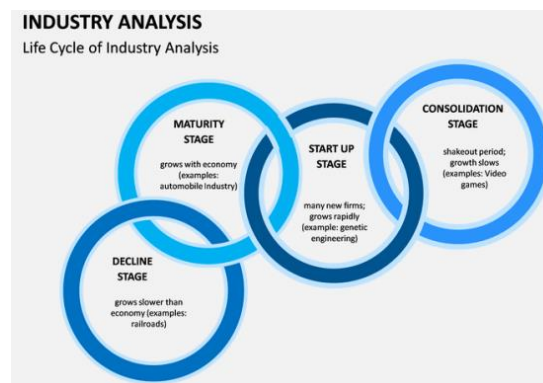 INDUSTRY ANALYSIS
Life Cycle of Industry Analysis
MATURITY
STAGE
grows with economy
(examples:
automobile Industry)
START UP
STAGE
many new firms;
grows rapidly
(example: genetic
engineering)
CONSOLIDATION
STAGE
shakeout period;
growth slows
(examples: Video
games)
DECLINE
STAGE
grows slower than
economy (examples:
railroads)